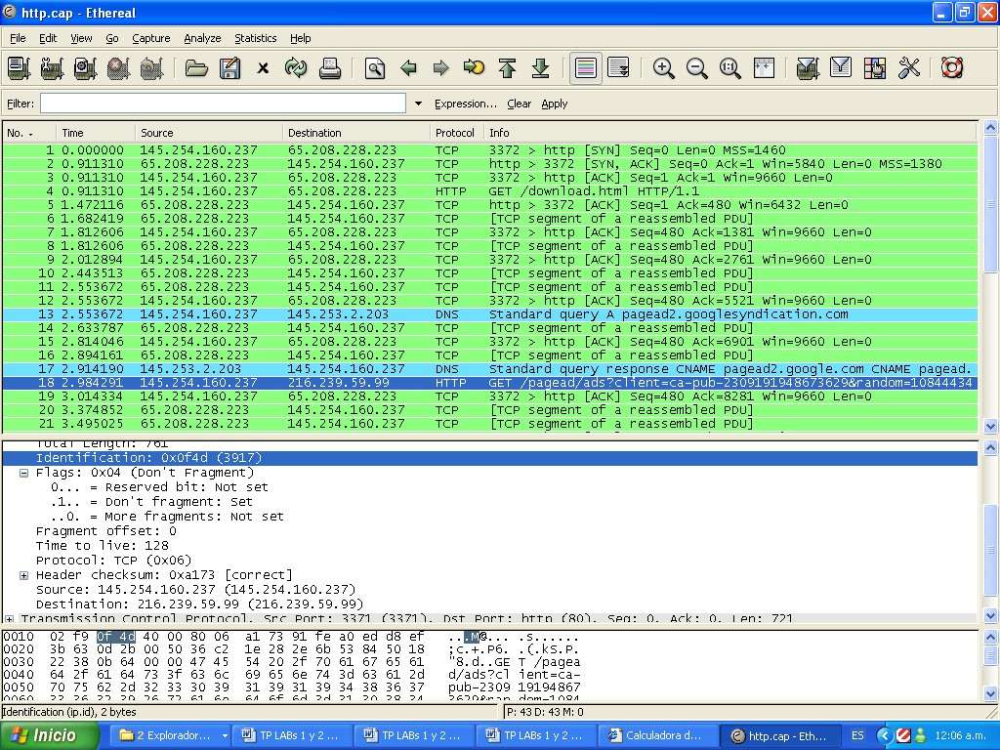 http.cap - Ethereal
File Edit View Go Capture Analyze Statistics Help
Filter: Expression... Clear Apply
No. Time Source Destination Protocol Info
1 0.000000 145.254.160.237 65.208.228.223 TCP 3372 > http [SYN] Seq=0 Len=0 MSS=1460
2 0.911310 65.208.228.223 145.254.160.237 TCP http > 3372 [SYN, ACK] Seq=0 Ack=1 Win=5840 Len=0 MSS=1380
3 0.911310 145.254.160.237 65.208.228.223 TCP 3372 > http [ACK] Seq=1 Ack=1 Win=9660 Len=0
4 0.911310 145.254.160.237 65.208.228.223 HTTP GET /download.html HTTP/1.1
5 1.472116 65.208.228.223 145.254.160.237 TCP http > 3372 [ACK] Seq=1 Ack=480 Win=6432 Len=0
6 1.682419 65.208.228.223 145.254.160.237 TCP [TCP segment of a reassembled PDU]
7 1.812606 145.254.160.237 65.208.228.223 TCP 3372 > http [ACK] Seq=480 Ack=1381 Win=9660 Len=0
8 1.812606 65.208.228.223 145.254.160.237 TCP [TCP segment of a reassembled PDU]
9 2.012894 145.254.160.237 65.208.228.223 TCP 3372 > http [ACK] Seq=480 Ack=2761 Win=9660 Len=0
10 2.443513 65.208.228.223 145.254.160.237 TCP [TCP segment of a reassembled PDU]
11 2.553672 65.208.228.223 145.254.160.237 TCP [TCP segment of a reassembled PDU]
12 2.553672 145.254.160.237 65.208.228.223 TCP 3372 > http [ACK] Seq=480 Ack=5521 Win=9660 Len=0
13 2.553672 145.254.160.237 145.253.2.203 DNS Standard query A pagead2.googlesyndication.com
14 2.633787 65.208.228.223 145.254.160.237 TCP [TCP segment of a reassembled PDU]
15 2.814046 145.254.160.237 65.208.228.223 TCP 3372 > http [ACK] Seq=480 Ack=6901 Win=9660 Len=0
16 2.894161 65.208.228.223 145.254.160.237 TCP [TCP segment of a reassembled PDU]
17 2.914190 145.253.2.203 145.254.160.237 DNS Standard query response CNAME pagead2.google.com CNAME pagead.
18 2.984291 145.254.160.237 216.239.59.99 HTTP GET /pagead/ads?client=ca-pub-2309191948673629&random=10844434
19 3.014334 145.254.160.237 65.208.228.223 TCP 3372 > http [ACK] Seq=480 Ack=8281 Win=9660 Len=0
20 3.374852 65.208.228.223 145.254.160.237 TCP [TCP segment of a reassembled PDU]
21 3.495025 65.208.228.223 145.254.160.237 TCP [TCP segment of a reassembled PDU]
Total Length: 761
Identification: 0x0f4d (3917)
Flags: 0x04 (Don't Fragment)
0... = Reserved bit: Not set
.1.. = Don't fragment: Set
..0. = More fragments: Not set
Fragment offset: 0
Time to live: 128
Protocol: TCP (0x06)
Header checksum: 0xa173 [correct]
Source: 145.254.160.237 (145.254.160.237)
Destination: 216.239.59.99 (216.239.59.99)
Transmission Control Protocol, Src Port: 3371 (3371), Dst Port: http (80), Seq: 0, Ack: 0, Len: 721
0010 02 f9 0f 4d 40 00 80 06 a1 73 91 fe a0 ed d8 ef ...M@... .s......
0020 3b 63 0d 2b 00 50 36 c2 1e 28 2e 6b 53 84 50 18 ;c.+.P6. .(.kS.P.
0030 22 38 0b 64 00 00 47 45 54 20 2f 70 61 67 65 61 "8.d..GE T /pagea
0040 64 2f 61 64 73 3f 63 6c 69 65 6e 74 3d 63 61 2d d/ads?cl ient=ca-
0050 70 75 62 2d 32 33 30 39 31 39 31 39 34 38 36 37 pub-2309 19194867
0060 33 36 32 39 26 72 61 6e 64 6f 6d 3d 31 30 38 34 3629&ran dom=1084
Identification (ip.id), 2 bytes P: 43 D: 43 M: 0
Inicio 2 Explorador... TP LABs 1 y 2 ... TP LABs 1 y 2 ... TP LABs 1 y 2 ... Calculadora d... http.cap - Ethe... ES 12:06 a.m.